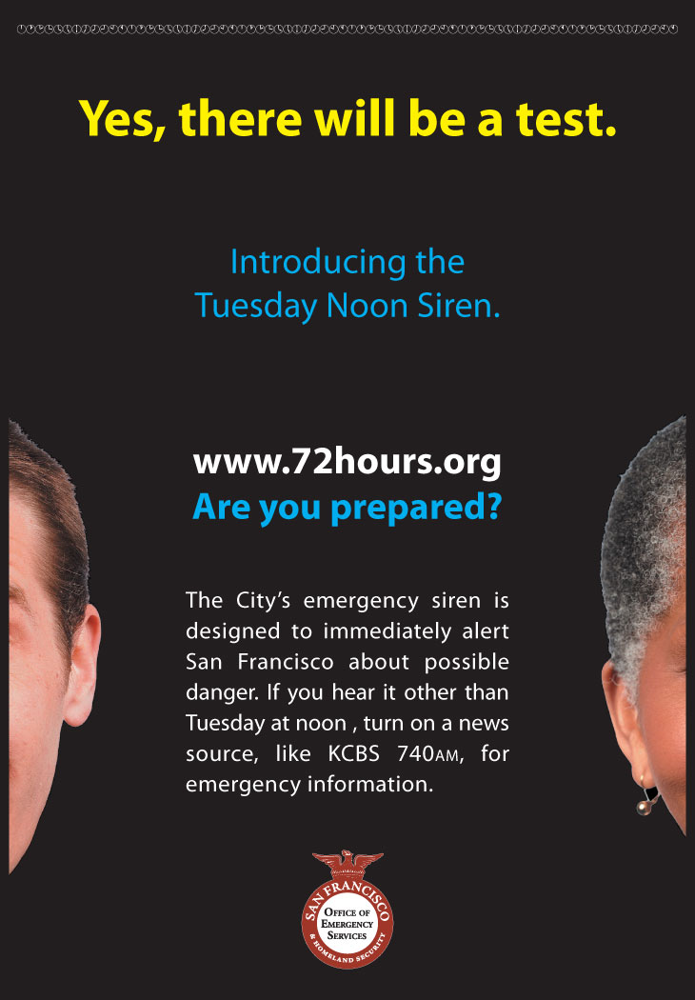 Yes, there will be a test.
Introducing the
Tuesday Noon Siren.
www.72hours.org
Are you prepared?
The City’s emergency siren is
designed to immediately alert
San Francisco about possible
danger. If you hear it other than
Tuesday at noon , turn on a news
source, like KCBS 740AM, for
emergency information.
SAN FRANCISCO
OFFICE OF
EMERGENCY
SERVICES
& HOMELAND SECURITY